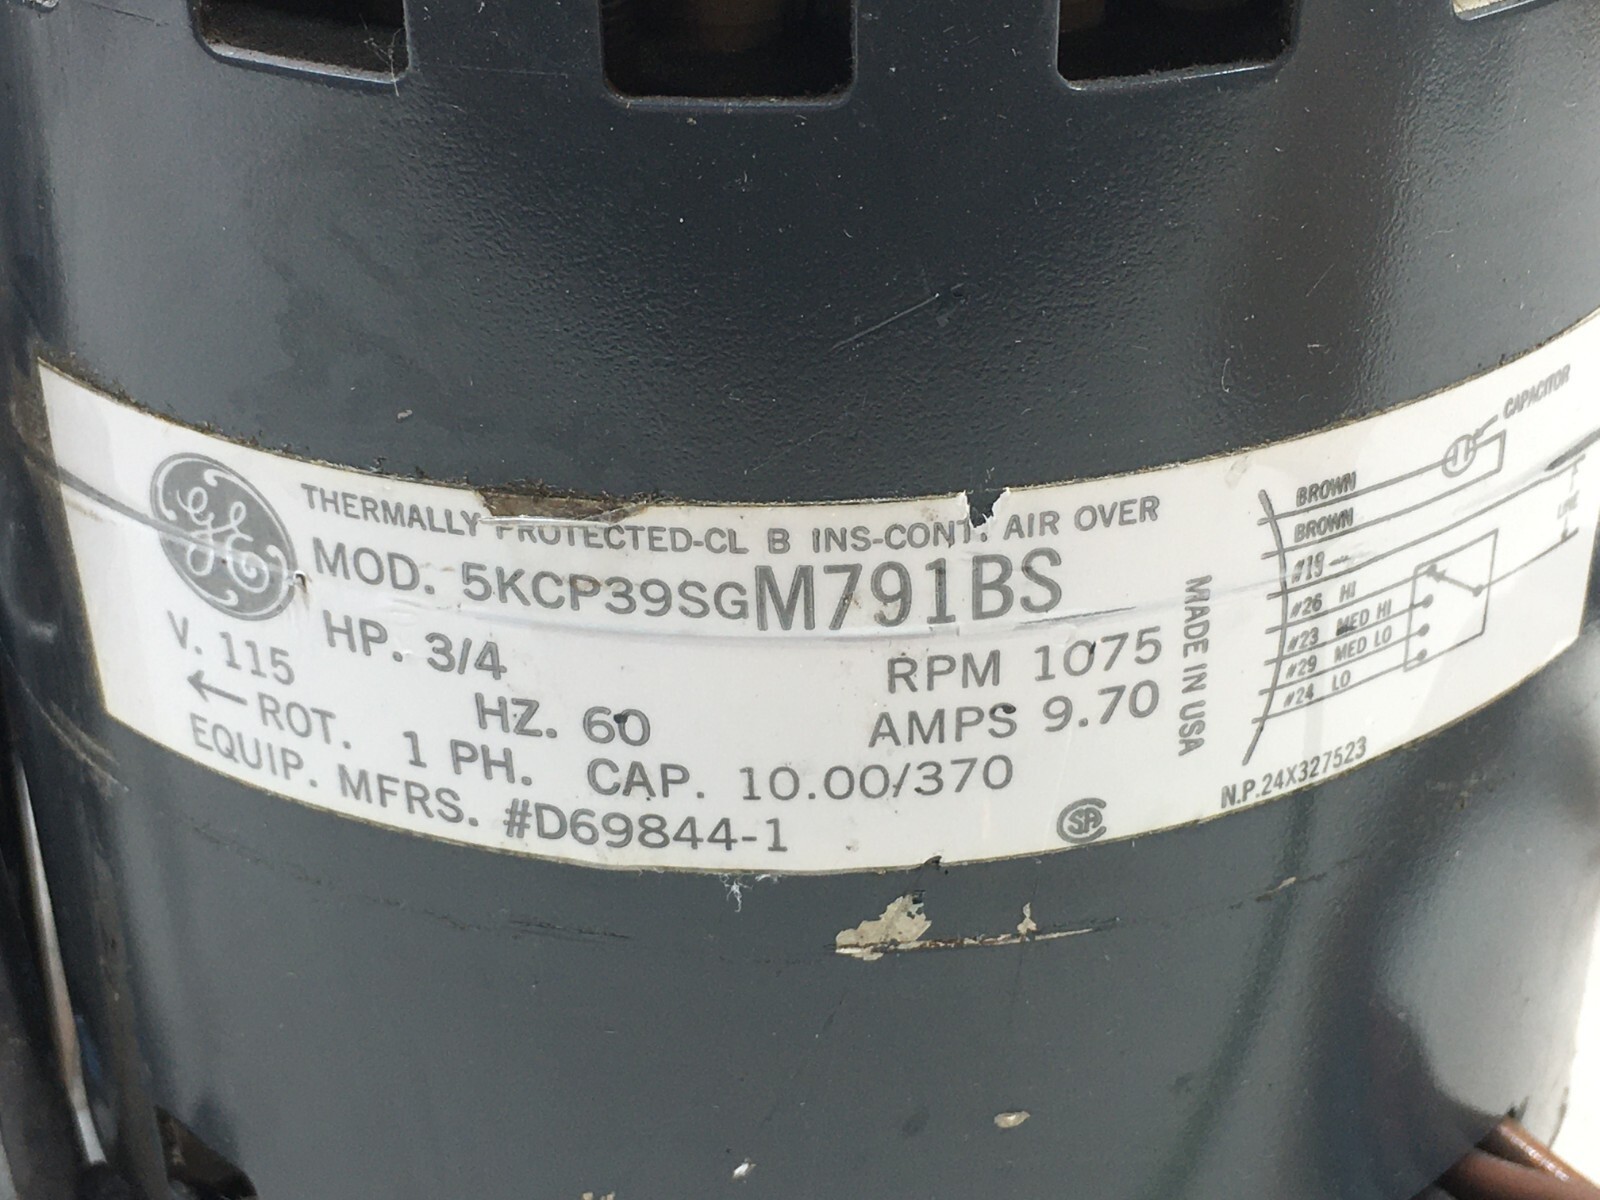 GE
THERMALLY PROTECTED-CL B INS-CONT. AIR OVER
MOD. 5KCP39SGM791BS
V. 115 HP. 3/4 RPM 1075
←ROT. HZ. 60 AMPS 9.70
1 PH. CAP. 10.00/370
EQUIP. MFRS. #D69844-1
SA
MADE IN USA
CAPACITOR
BROWN
BROWN
#19
LINE
#26 HI
#23 MED HI
#29 MED LO
#24 LO
N.P.24X327523